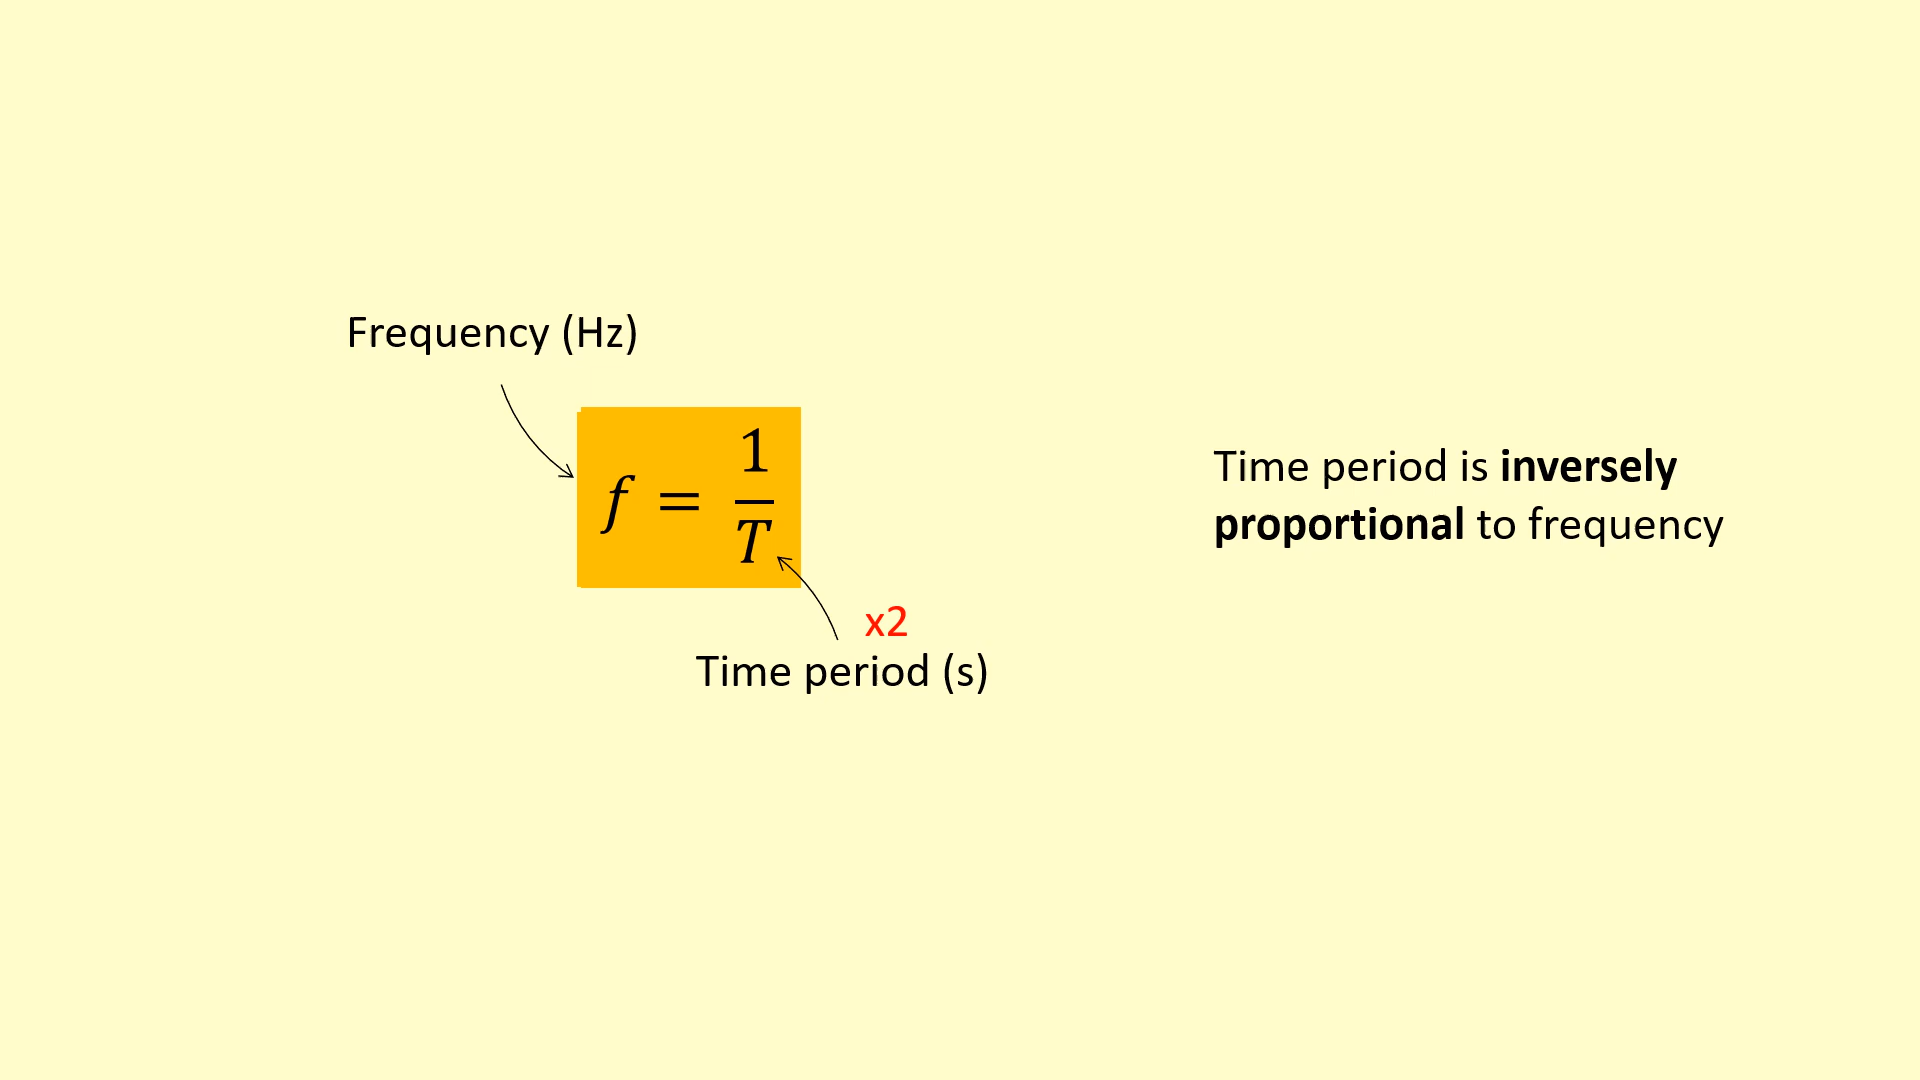 Frequency (Hz)
f = 1/T
x2
Time period (s)
Time period is inversely
proportional to frequency